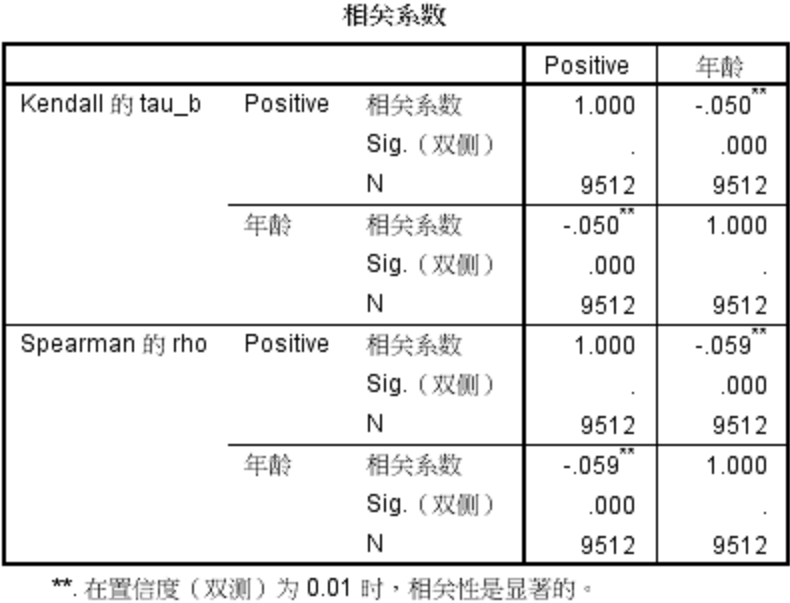 相关系数
Positive 年龄
Kendall 的 tau_b Positive 相关系数 1.000 -.050**
Sig.（双侧） . .000
N 9512 9512
年龄 相关系数 -.050** 1.000
Sig.（双侧） .000 .
N 9512 9512
Spearman 的 rho Positive 相关系数 1.000 -.059**
Sig.（双侧） . .000
N 9512 9512
年龄 相关系数 -.059** 1.000
Sig.（双侧） .000 .
N 9512 9512
**. 在置信度（双测）为 0.01 时，相关性是显著的。